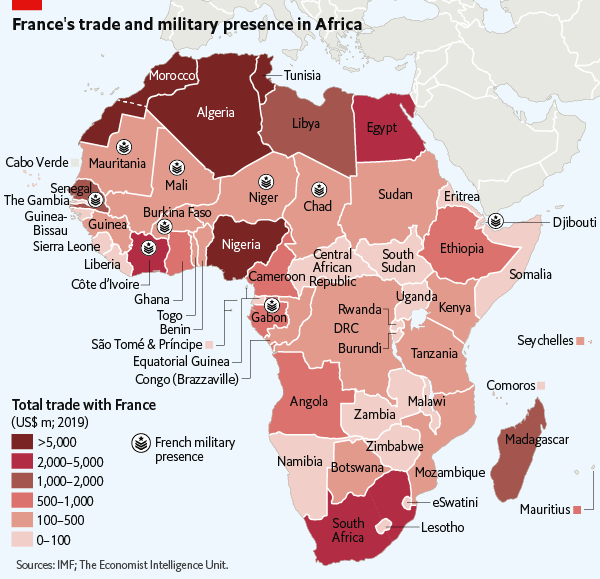 France's trade and military presence in Africa
Morocco
Tunisia
Algeria
Libya
Egypt
Cabo Verde
Mauritania
Mali
Niger
Chad
Sudan
Eritrea
Senegal
The Gambia
Guinea-
Bissau
Guinea
Burkina Faso
Djibouti
Sierra Leone
Liberia
Nigeria
Central
African
Republic
South
Sudan
Ethiopia
Somalia
Côte d'Ivoire
Cameroon
Ghana
Togo
Benin
Uganda
Kenya
Gabon
Rwanda
DRC
Burundi
São Tomé & Príncipe
Equatorial Guinea
Congo (Brazzaville)
Tanzania
Seychelles
Comoros
Angola
Malawi
Zambia
Madagascar
Zimbabwe
Namibia
Botswana
Mozambique
Mauritius
eSwatini
South
Africa
Lesotho
Total trade with France
(US$ m; 2019)
>5,000
2,000–5,000
1,000–2,000
500–1,000
100–500
0–100
French military
presence
Sources: IMF; The Economist Intelligence Unit.